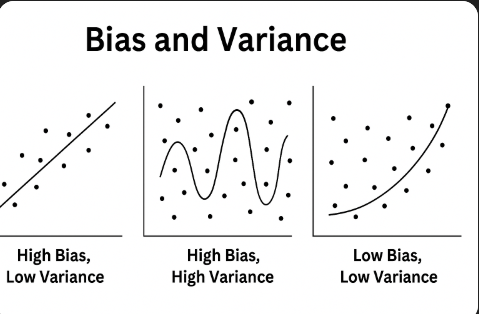 Bias and Variance
High Bias,
Low Variance
High Bias,
High Variance
Low Bias,
Low Variance